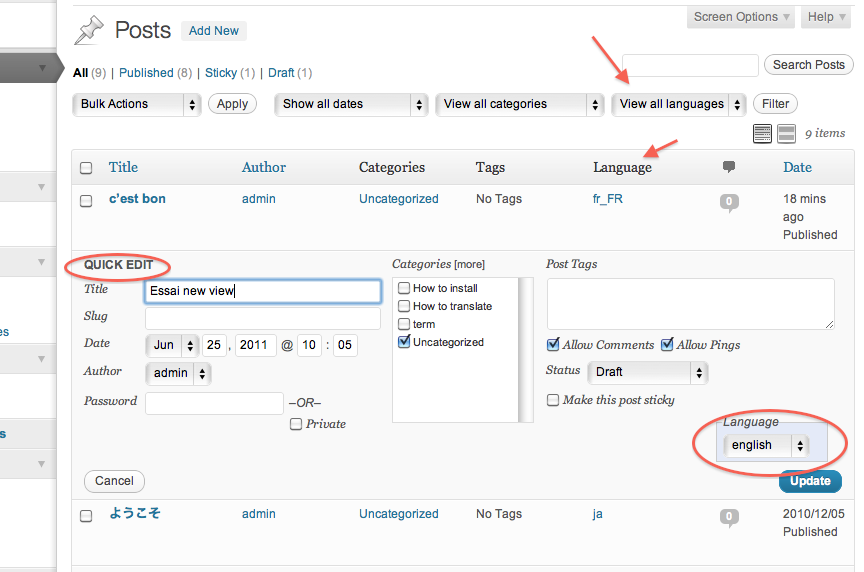 Screen Options Help
Posts Add New
All (9) | Published (8) | Sticky (1) | Draft (1)
Search Posts
Bulk Actions Apply Show all dates View all categories View all languages Filter
9 items
Title Author Categories Tags Language Date
c'est bon admin Uncategorized No Tags fr_FR 0 18 mins
ago
Published
QUICK EDIT
Title Essai new view
Slug
Date Jun 25 , 2011 @ 10 : 05
Author admin
Password –OR–
Private
Categories [more]
How to install
How to translate
term
Uncategorized
Post Tags
Allow Comments Allow Pings
Status Draft
Make this post sticky
Language
english
Cancel Update
ようこそ admin Uncategorized No Tags ja 0 2010/12/05
Published
es
s